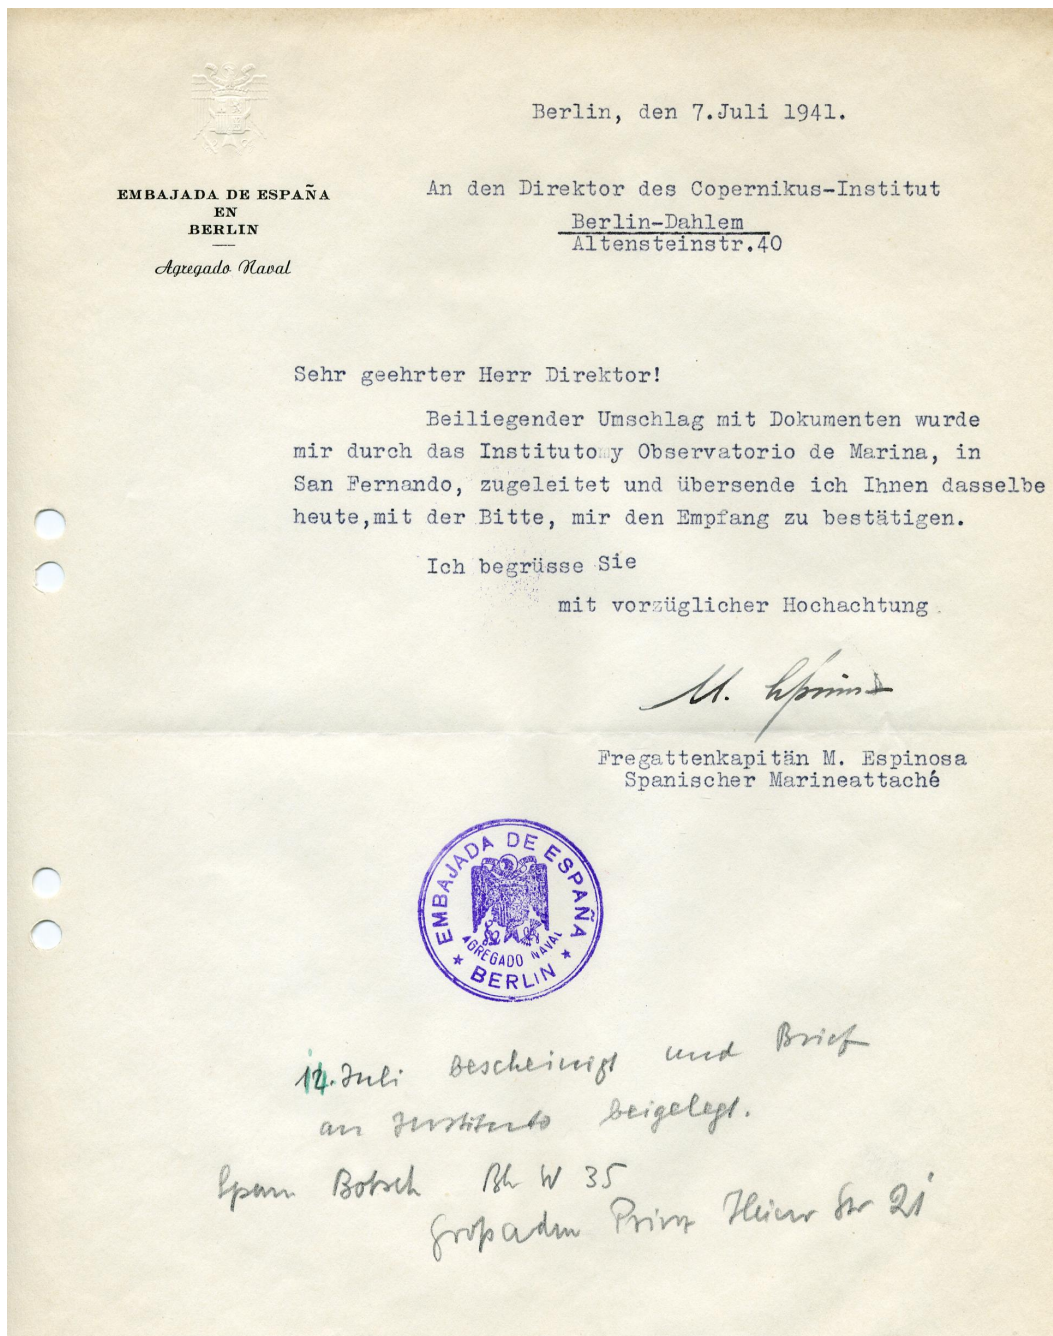 Berlin, den 7.Juli 1941.
EMBAJADA DE ESPAÑA
EN
BERLIN
Agregado Naval
An den Direktor des Copernikus-Institut
Berlin-Dahlem
Altensteinstr.40
Sehr geehrter Herr Direktor!
Beiliegender Umschlag mit Dokumenten wurde
mir durch das Instituto y Observatorio de Marina, in
San Fernando, zugeleitet und übersende ich Ihnen dasselbe
heute,mit der Bitte, mir den Empfang zu bestätigen.
Ich begrüsse Sie
mit vorzüglicher Hochachtung
M. Espinosa
Fregattenkapitän M. Espinosa
Spanischer Marineattaché
EMBAJADA DE ESPAÑA
AGREGADO NAVAL
★ BERLIN ★
Juli Bescheinigt und Brief
an Instituto beigelegt.
Span Botsch Bln W 35
Großadm Prinz Heinr Str 21